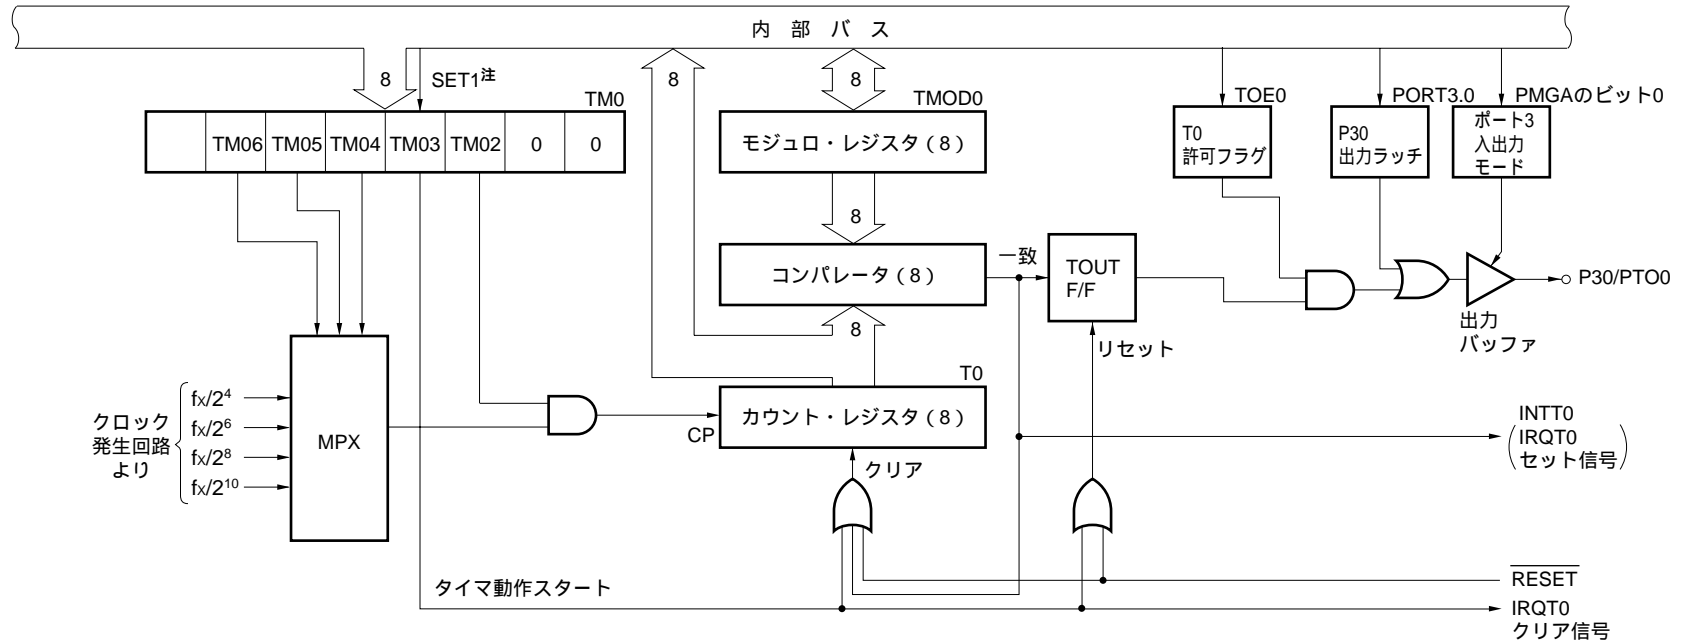 内 部 バ ス
8
SET1注
8
8
TM0
TMOD0
TOE0
PORT3.0
PMGAのビット0
TM06
TM05
TM04
TM03
TM02
0
0
モジュロ・レジスタ(8)
T0
許可フラグ
P30
出力ラッチ
ポート3
入出力
モード
8
コンパレータ(8)
一致
TOUT
F/F
P30/PTO0
出力
バッファ
8
リセット
T0
クロック
発生回路
より
fX/2⁴
fX/2⁶
fX/2⁸
fX/2¹⁰
MPX
CP
カウント・レジスタ(8)
クリア
INTT0
(IRQT0
セット信号)
タイマ動作スタート
RESET
IRQT0
クリア信号